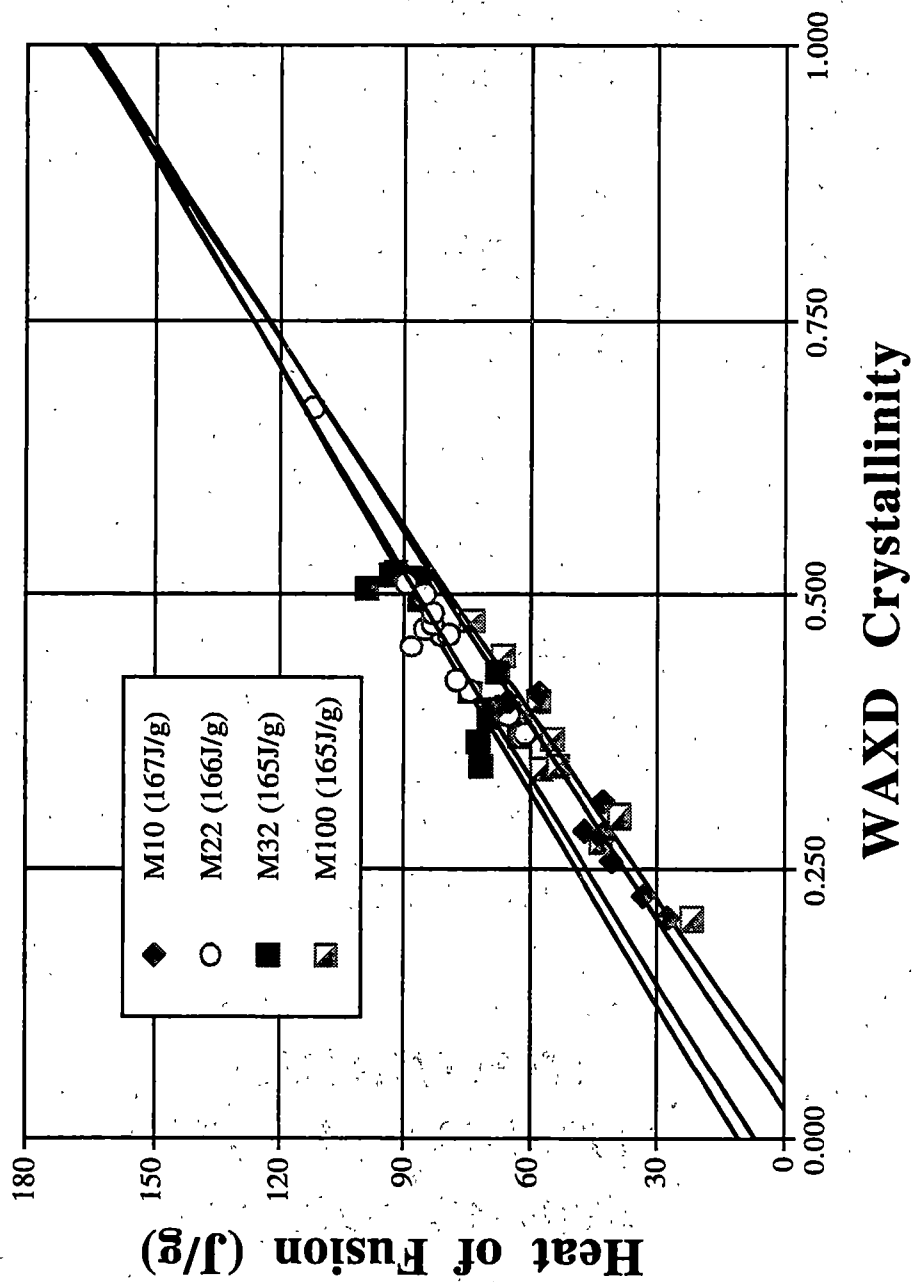 Heat of Fusion (J/g)
180
150
120
90
60
30
0
M10 (167J/g)
M22 (166J/g)
M32 (165J/g)
M100 (165J/g)
0.000
0.250
0.500
0.750
1.000
WAXD Crystallinity